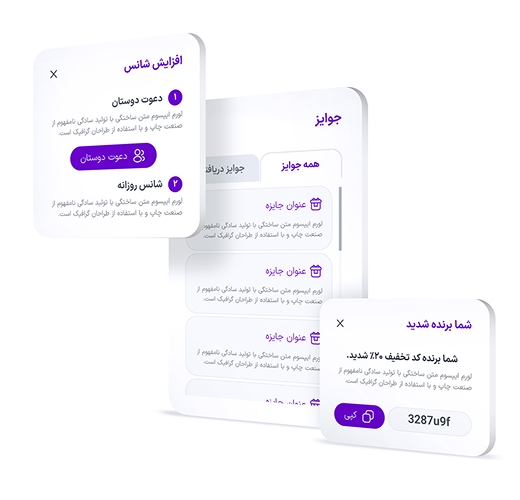 افزایش شانس
۱ دعوت دوستان
لورم ایپسوم متن ساختگی با تولید سادگی نامفهوم از
صنعت چاپ و با استفاده از طراحان گرافیک است.
دعوت دوستان
۲ شانس روزانه
لورم ایپسوم متن ساختگی با تولید سادگی نامفهوم از
صنعت چاپ و با استفاده از طراحان گرافیک است.
جوایز
همه جوایز
جوایز
عنوان جایزه
لورم ایپسوم متن ساختگی با تولید سادگی نامفهوم از
صنعت چاپ و با استفاده از طراحان گرافیک است.
عنوان جایزه
لورم ایپسوم متن ساختگی با تولید سادگی نامفهوم از
صنعت چاپ و با استفاده از طراحان گرافیک است.
عنوان جایزه
لورم ایپسوم متن ساختگی با تولید سادگی نامفهوم از
صنعت چاپ و با استفاده از طراحان گرافیک است.
عنوان جایزه
شما برنده شدید
شما برنده کد تخفیف ۲۰٪ شدید.
لورم ایپسوم متن ساختگی با تولید سادگی نامفهوم از
صنعت چاپ و با استفاده از طراحان گرافیک است.
3287u9f
کپی